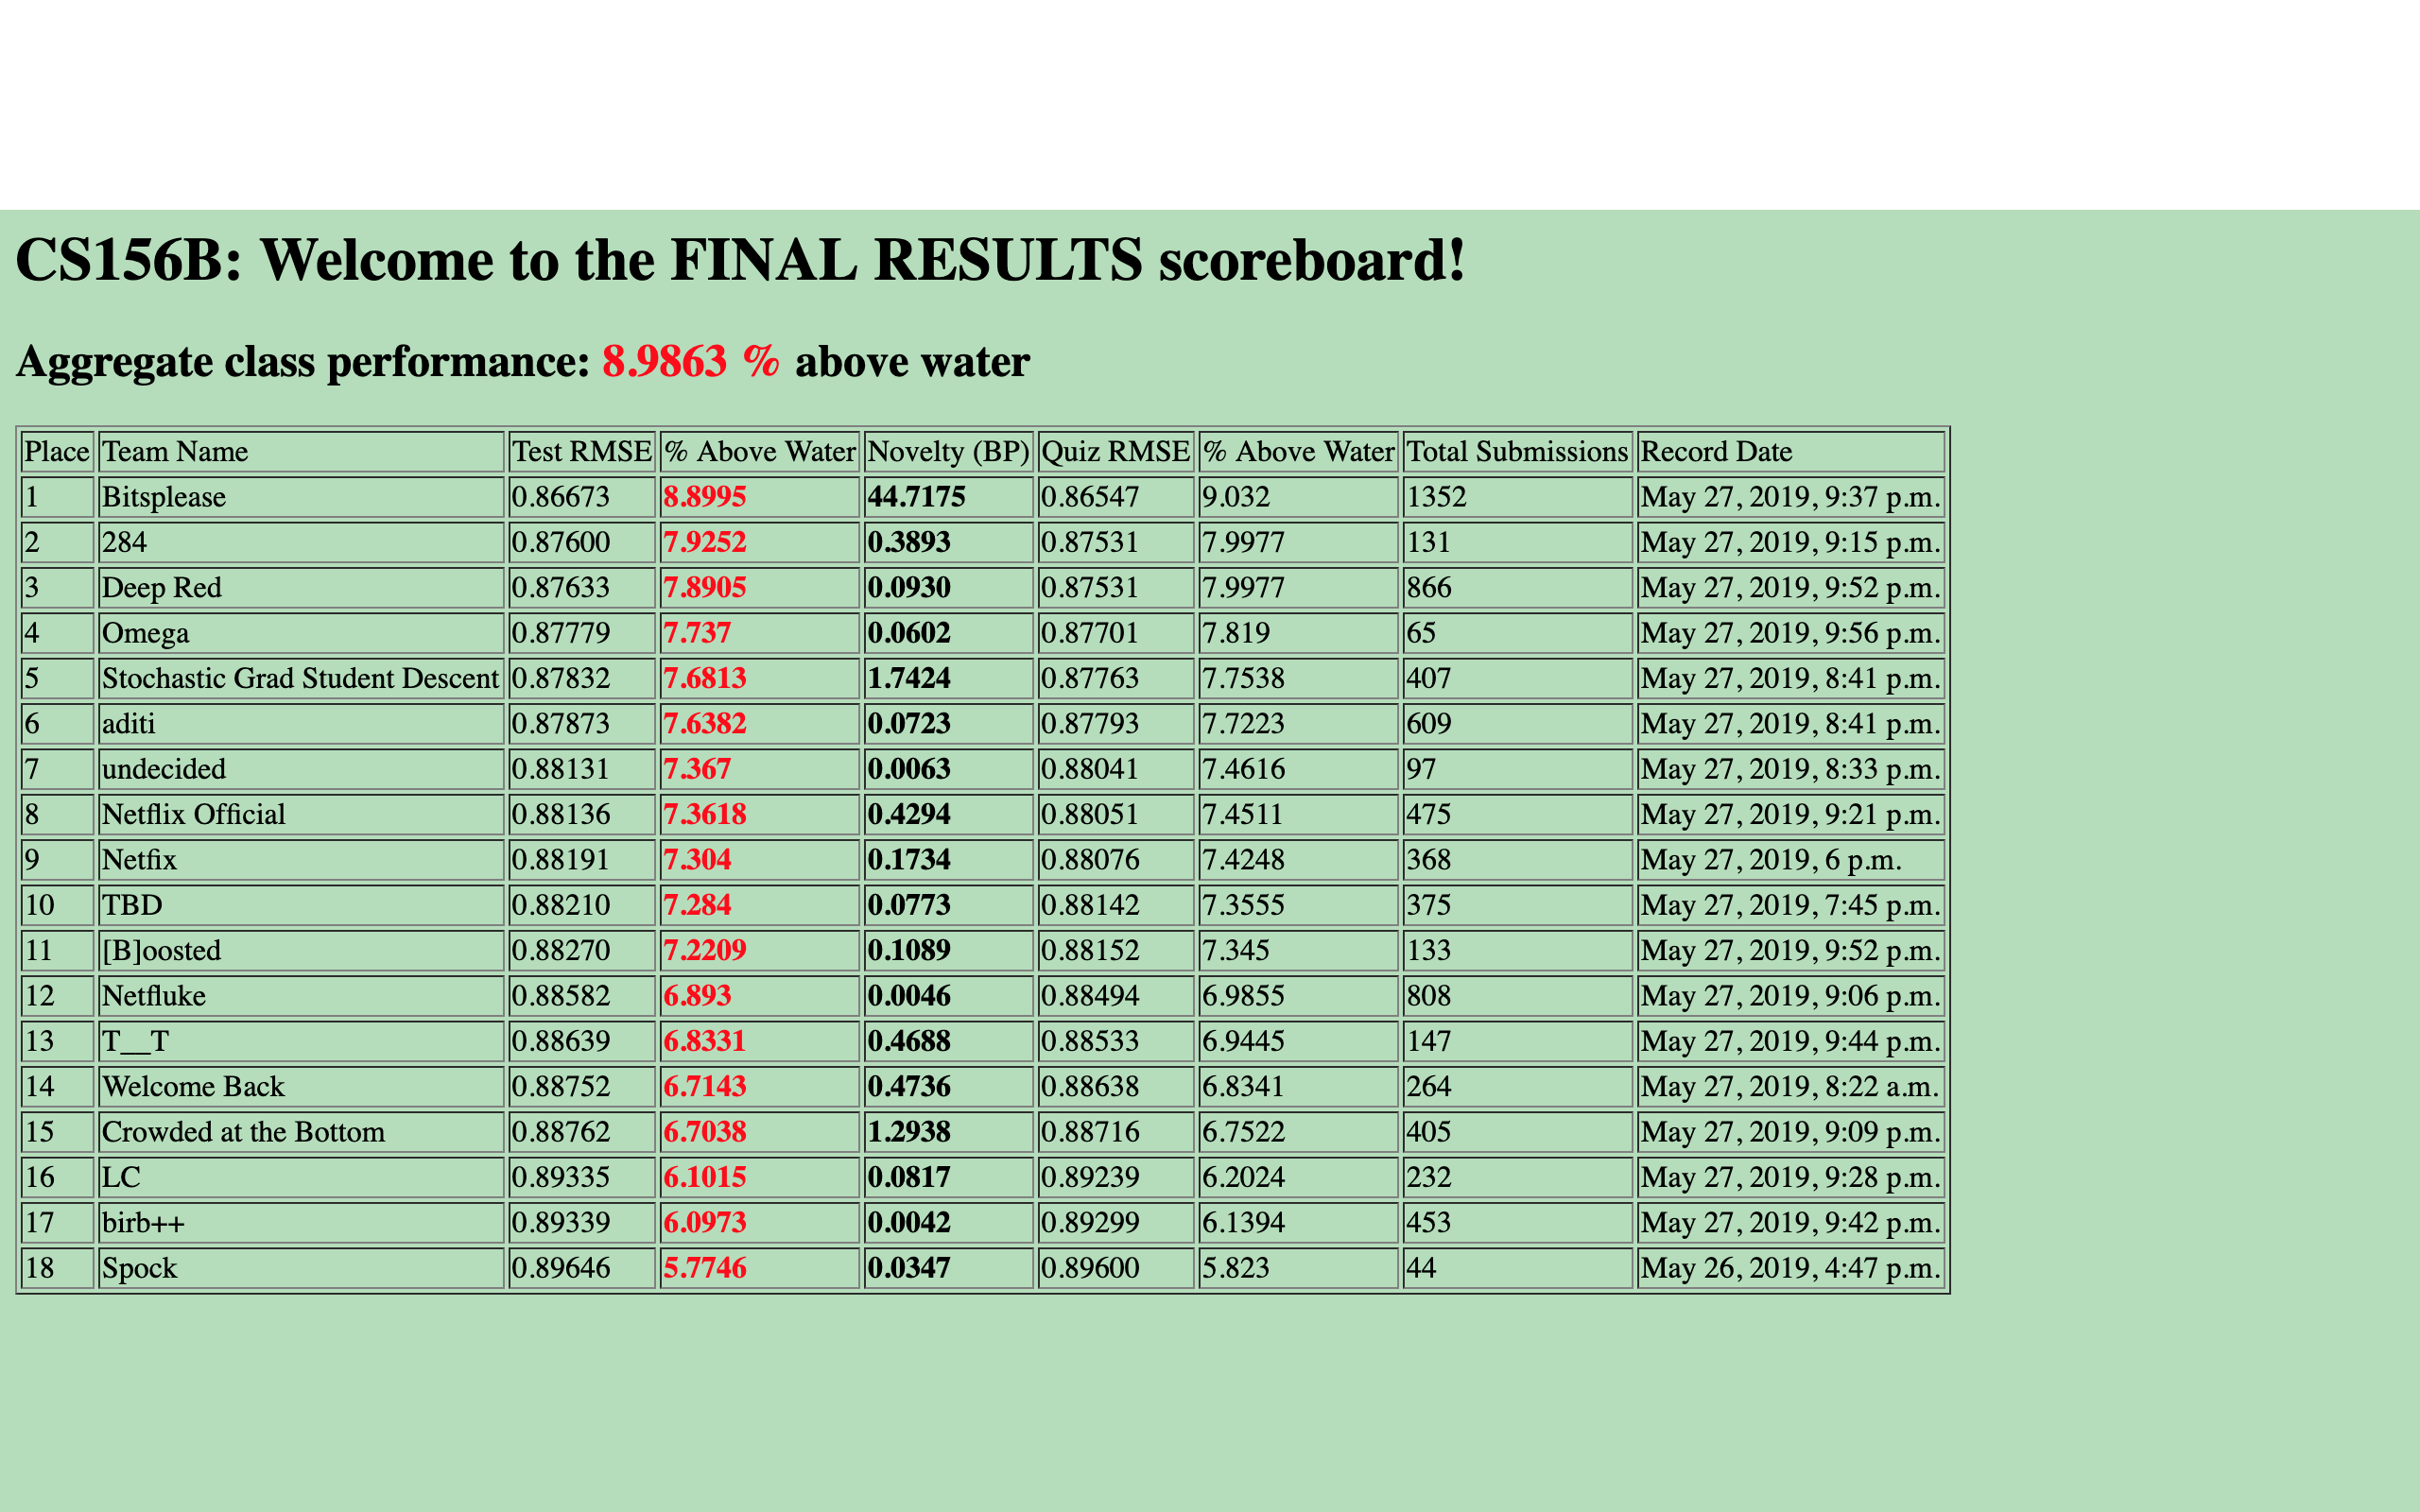 CS156B: Welcome to the FINAL RESULTS scoreboard!
Aggregate class performance: 8.9863 % above water
Place Team Name Test RMSE % Above Water Novelty (BP) Quiz RMSE % Above Water Total Submissions Record Date
1 Bitsplease 0.86673 8.8995 44.7175 0.86547 9.032 1352 May 27, 2019, 9:37 p.m.
2 284 0.87600 7.9252 0.3893 0.87531 7.9977 131 May 27, 2019, 9:15 p.m.
3 Deep Red 0.87633 7.8905 0.0930 0.87531 7.9977 866 May 27, 2019, 9:52 p.m.
4 Omega 0.87779 7.737 0.0602 0.87701 7.819 65 May 27, 2019, 9:56 p.m.
5 Stochastic Grad Student Descent 0.87832 7.6813 1.7424 0.87763 7.7538 407 May 27, 2019, 8:41 p.m.
6 aditi 0.87873 7.6382 0.0723 0.87793 7.7223 609 May 27, 2019, 8:41 p.m.
7 undecided 0.88131 7.367 0.0063 0.88041 7.4616 97 May 27, 2019, 8:33 p.m.
8 Netflix Official 0.88136 7.3618 0.4294 0.88051 7.4511 475 May 27, 2019, 9:21 p.m.
9 Netfix 0.88191 7.304 0.1734 0.88076 7.4248 368 May 27, 2019, 6 p.m.
10 TBD 0.88210 7.284 0.0773 0.88142 7.3555 375 May 27, 2019, 7:45 p.m.
11 [B]oosted 0.88270 7.2209 0.1089 0.88152 7.345 133 May 27, 2019, 9:52 p.m.
12 Netfluke 0.88582 6.893 0.0046 0.88494 6.9855 808 May 27, 2019, 9:06 p.m.
13 T__T 0.88639 6.8331 0.4688 0.88533 6.9445 147 May 27, 2019, 9:44 p.m.
14 Welcome Back 0.88752 6.7143 0.4736 0.88638 6.8341 264 May 27, 2019, 8:22 a.m.
15 Crowded at the Bottom 0.88762 6.7038 1.2938 0.88716 6.7522 405 May 27, 2019, 9:09 p.m.
16 LC 0.89335 6.1015 0.0817 0.89239 6.2024 232 May 27, 2019, 9:28 p.m.
17 birb++ 0.89339 6.0973 0.0042 0.89299 6.1394 453 May 27, 2019, 9:42 p.m.
18 Spock 0.89646 5.7746 0.0347 0.89600 5.823 44 May 26, 2019, 4:47 p.m.